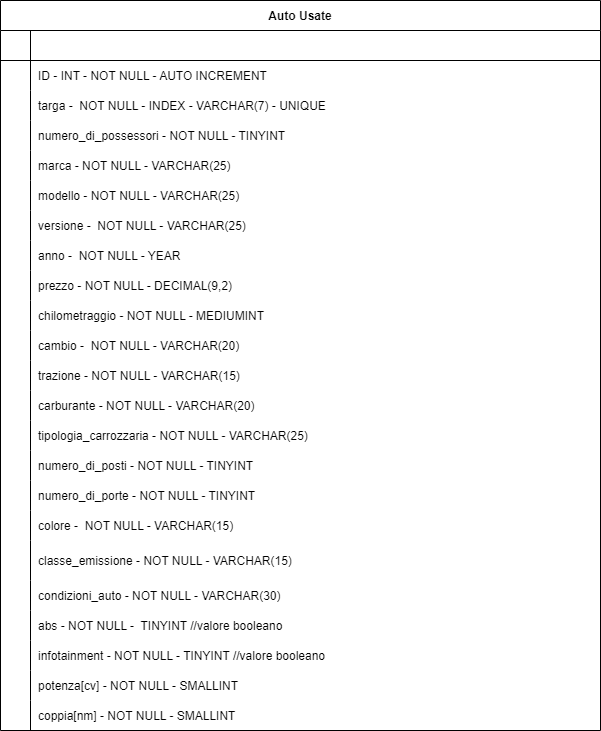 Auto Usate
ID - INT - NOT NULL - AUTO INCREMENT
targa -  NOT NULL - INDEX - VARCHAR(7) - UNIQUE
numero_di_possessori - NOT NULL - TINYINT
marca - NOT NULL - VARCHAR(25)
modello - NOT NULL - VARCHAR(25)
versione -  NOT NULL - VARCHAR(25)
anno -  NOT NULL - YEAR
prezzo - NOT NULL - DECIMAL(9,2)
chilometraggio - NOT NULL - MEDIUMINT
cambio -  NOT NULL - VARCHAR(20)
trazione - NOT NULL - VARCHAR(15)
carburante - NOT NULL - VARCHAR(20)
tipologia_carrozzaria - NOT NULL - VARCHAR(25)
numero_di_posti - NOT NULL - TINYINT
numero_di_porte - NOT NULL - TINYINT
colore -  NOT NULL - VARCHAR(15)
classe_emissione - NOT NULL - VARCHAR(15)
condizioni_auto - NOT NULL - VARCHAR(30)
abs - NOT NULL -  TINYINT //valore booleano
infotainment - NOT NULL - TINYINT //valore booleano
potenza[cv] - NOT NULL - SMALLINT
coppia[nm] - NOT NULL - SMALLINT